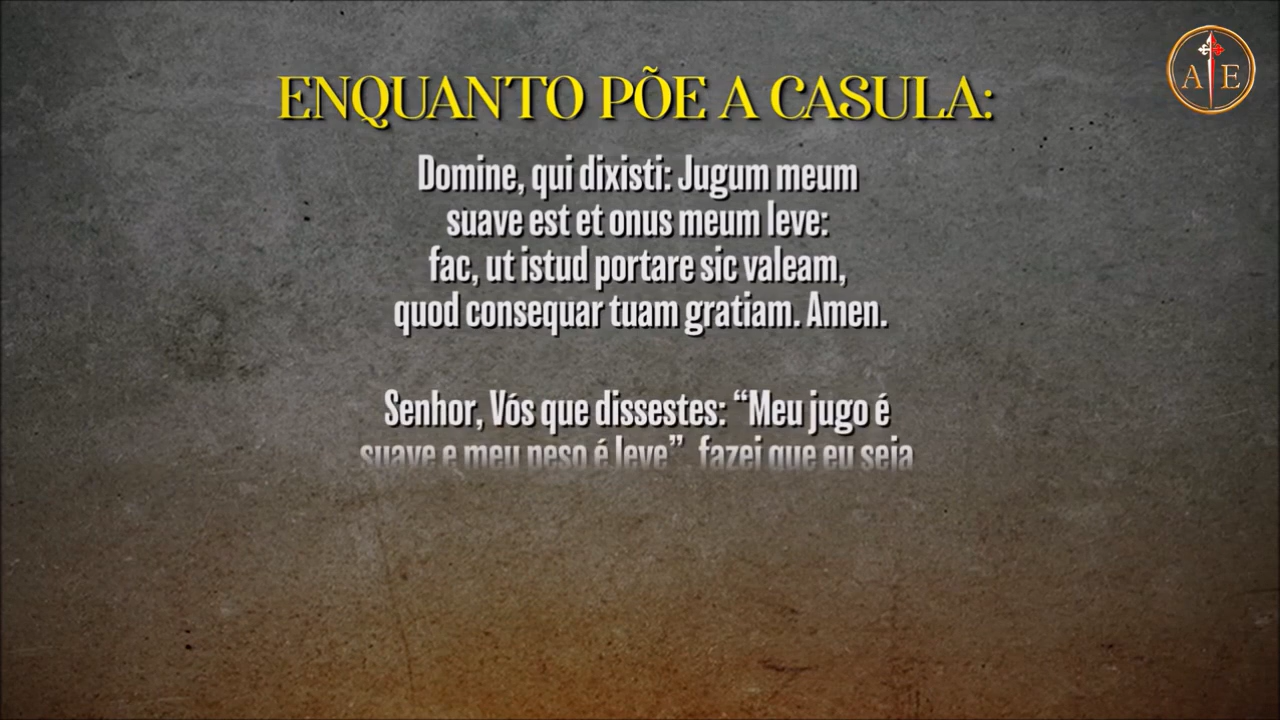 ENQUANTO PÕE A CASULA:
Domine, qui dixisti: Jugum meum
suave est et onus meum leve:
fac, ut istud portare sic valeam,
quod consequar tuam gratiam. Amen.
Senhor, Vós que dissestes: “Meu jugo é
suave e meu peso é leve” fazei que eu seja
A E